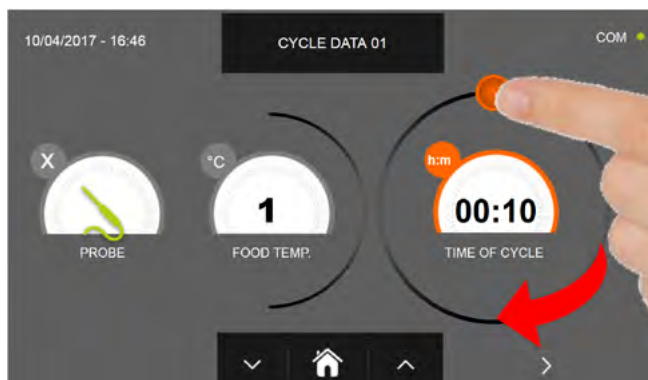 10/04/2017 - 16:46
CYCLE DATA 01
COM
X
°C
h:m
1
00:10
PROBE
FOOD TEMP.
TIME OF CYCLE